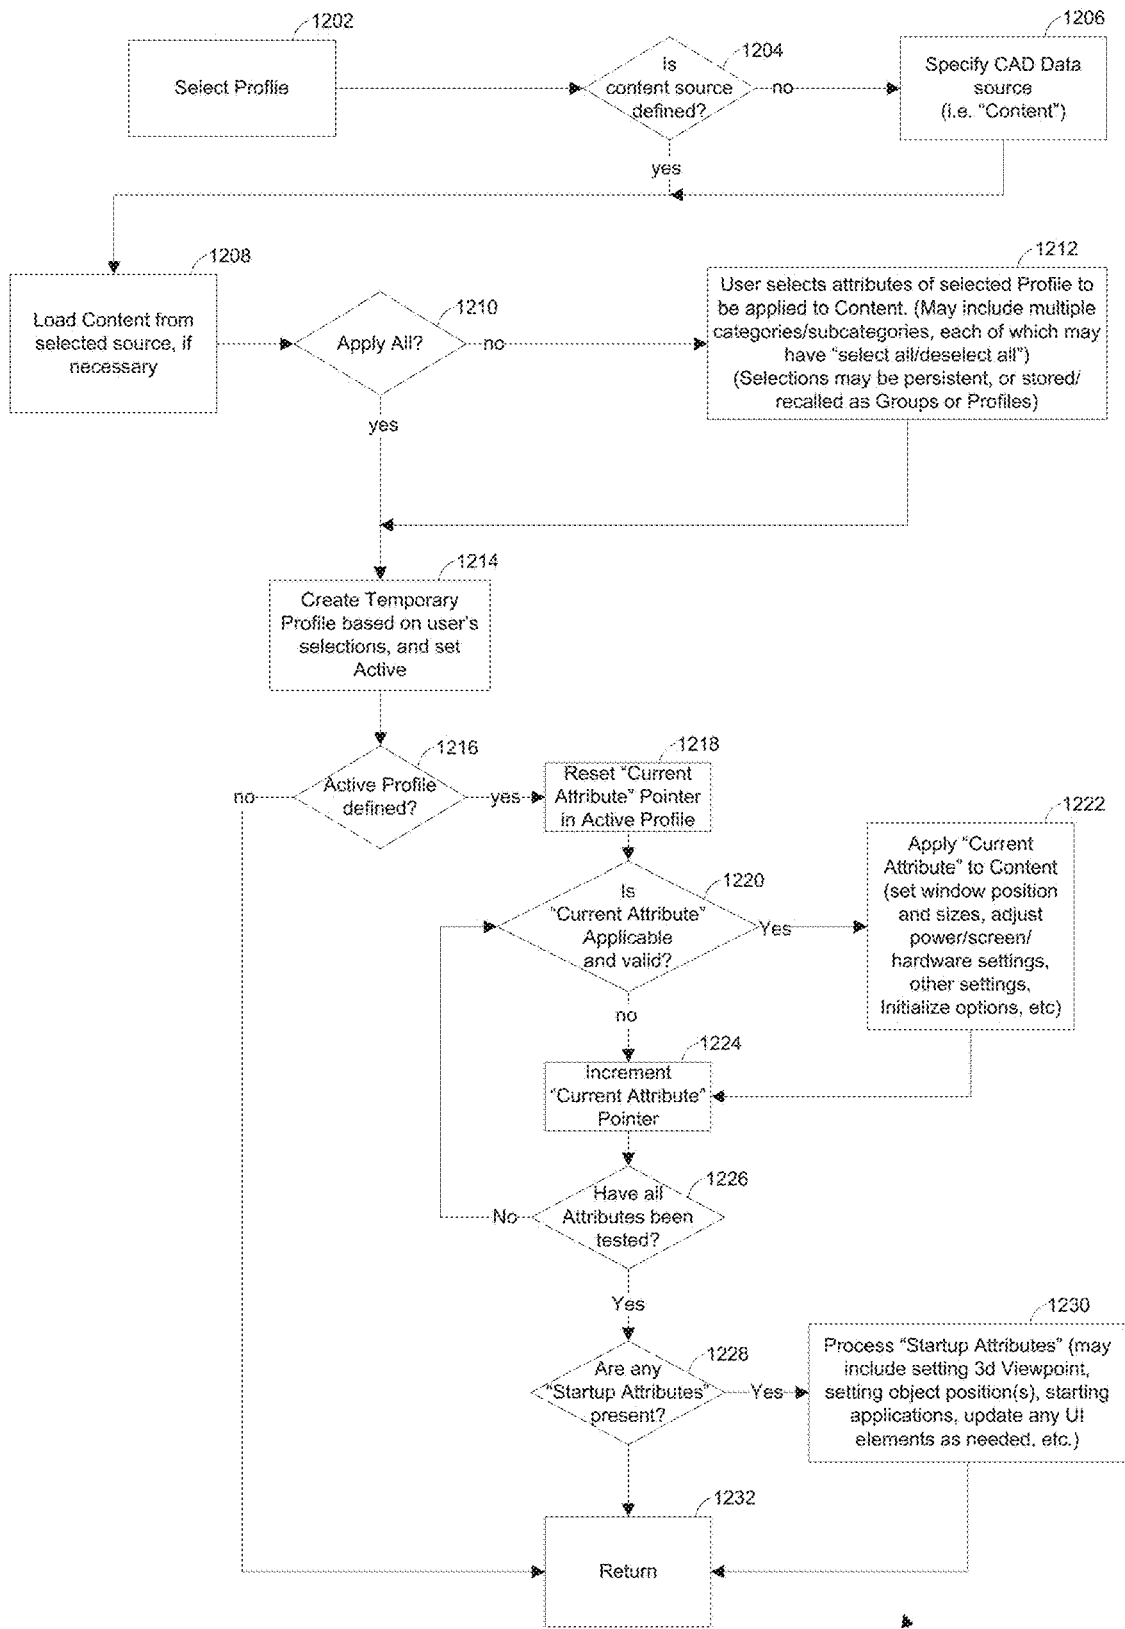 1202
Select Profile
1204
Is
content source
defined?
no
yes
1206
Specify CAD Data
source
(i.e. "Content")
1208
Load Content from
selected source, if
necessary
1210
Apply All?
no
yes
1212
User selects attributes of selected Profile to
be applied to Content. (May include multiple
categories/subcategories, each of which may
have "select all/deselect all")
(Selections may be persistent, or stored/
recalled as Groups or Profiles)
1214
Create Temporary
Profile based on user's
selections, and set
Active
1216
Active Profile
defined?
no
yes
1218
Reset "Current
Attribute" Pointer
in Active Profile
1220
Is
"Current Attribute"
Applicable
and valid?
Yes
no
1222
Apply "Current
Attribute" to Content
(set window position
and sizes, adjust
power/screen/
hardware settings,
other settings,
Initialize options, etc)
1224
Increment
"Current Attribute"
Pointer
1226
Have all
Attributes been
tested?
No
Yes
1228
Are any
"Startup Attributes"
present?
Yes
1230
Process "Startup Attributes" (may
include setting 3d Viewpoint,
setting object position(s), starting
applications, update any UI
elements as needed, etc.)
1232
Return